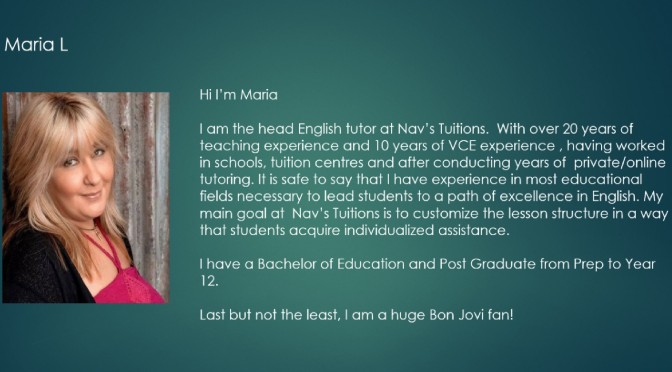 Maria L
Hi I’m Maria
I am the head English tutor at Nav’s Tuitions.  With over 20 years of
teaching experience and 10 years of VCE experience , having worked
in schools, tuition centres and after conducting years of  private/online
tutoring. It is safe to say that I have experience in most educational
fields necessary to lead students to a path of excellence in English. My
main goal at  Nav’s Tuitions is to customize the lesson structure in a way
that students acquire individualized assistance.
I have a Bachelor of Education and Post Graduate from Prep to Year
12.
Last but not the least, I am a huge Bon Jovi fan!